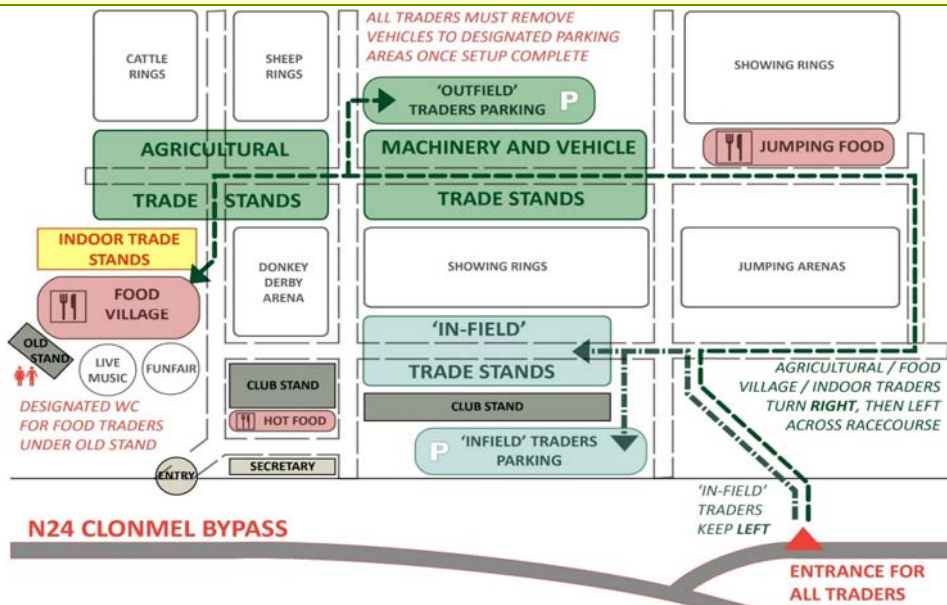 ALL TRADERS MUST REMOVE
VEHICLES TO DESIGNATED PARKING
AREAS ONCE SETUP COMPLETE
CATTLE
RINGS
SHEEP
RINGS
SHOWING RINGS
'OUTFIELD'
TRADERS PARKING
P
AGRICULTURAL
TRADE STANDS
MACHINERY AND VEHICLE
TRADE STANDS
JUMPING FOOD
INDOOR TRADE
STANDS
FOOD
VILLAGE
DONKEY
DERBY
ARENA
SHOWING RINGS
JUMPING ARENAS
'IN-FIELD'
TRADE STANDS
OLD
STAND
LIVE
MUSIC
FUNFAIR
CLUB STAND
HOT FOOD
CLUB STAND
AGRICULTURAL / FOOD
VILLAGE / INDOOR TRADERS
TURN RIGHT, THEN LEFT
ACROSS RACECOURSE
DESIGNATED WC
FOR FOOD TRADERS
UNDER OLD STAND
P
'INFIELD' TRADERS
PARKING
ENTRY
SECRETARY
'IN-FIELD'
TRADERS
KEEP LEFT
N24 CLONMEL BYPASS
ENTRANCE FOR
ALL TRADERS